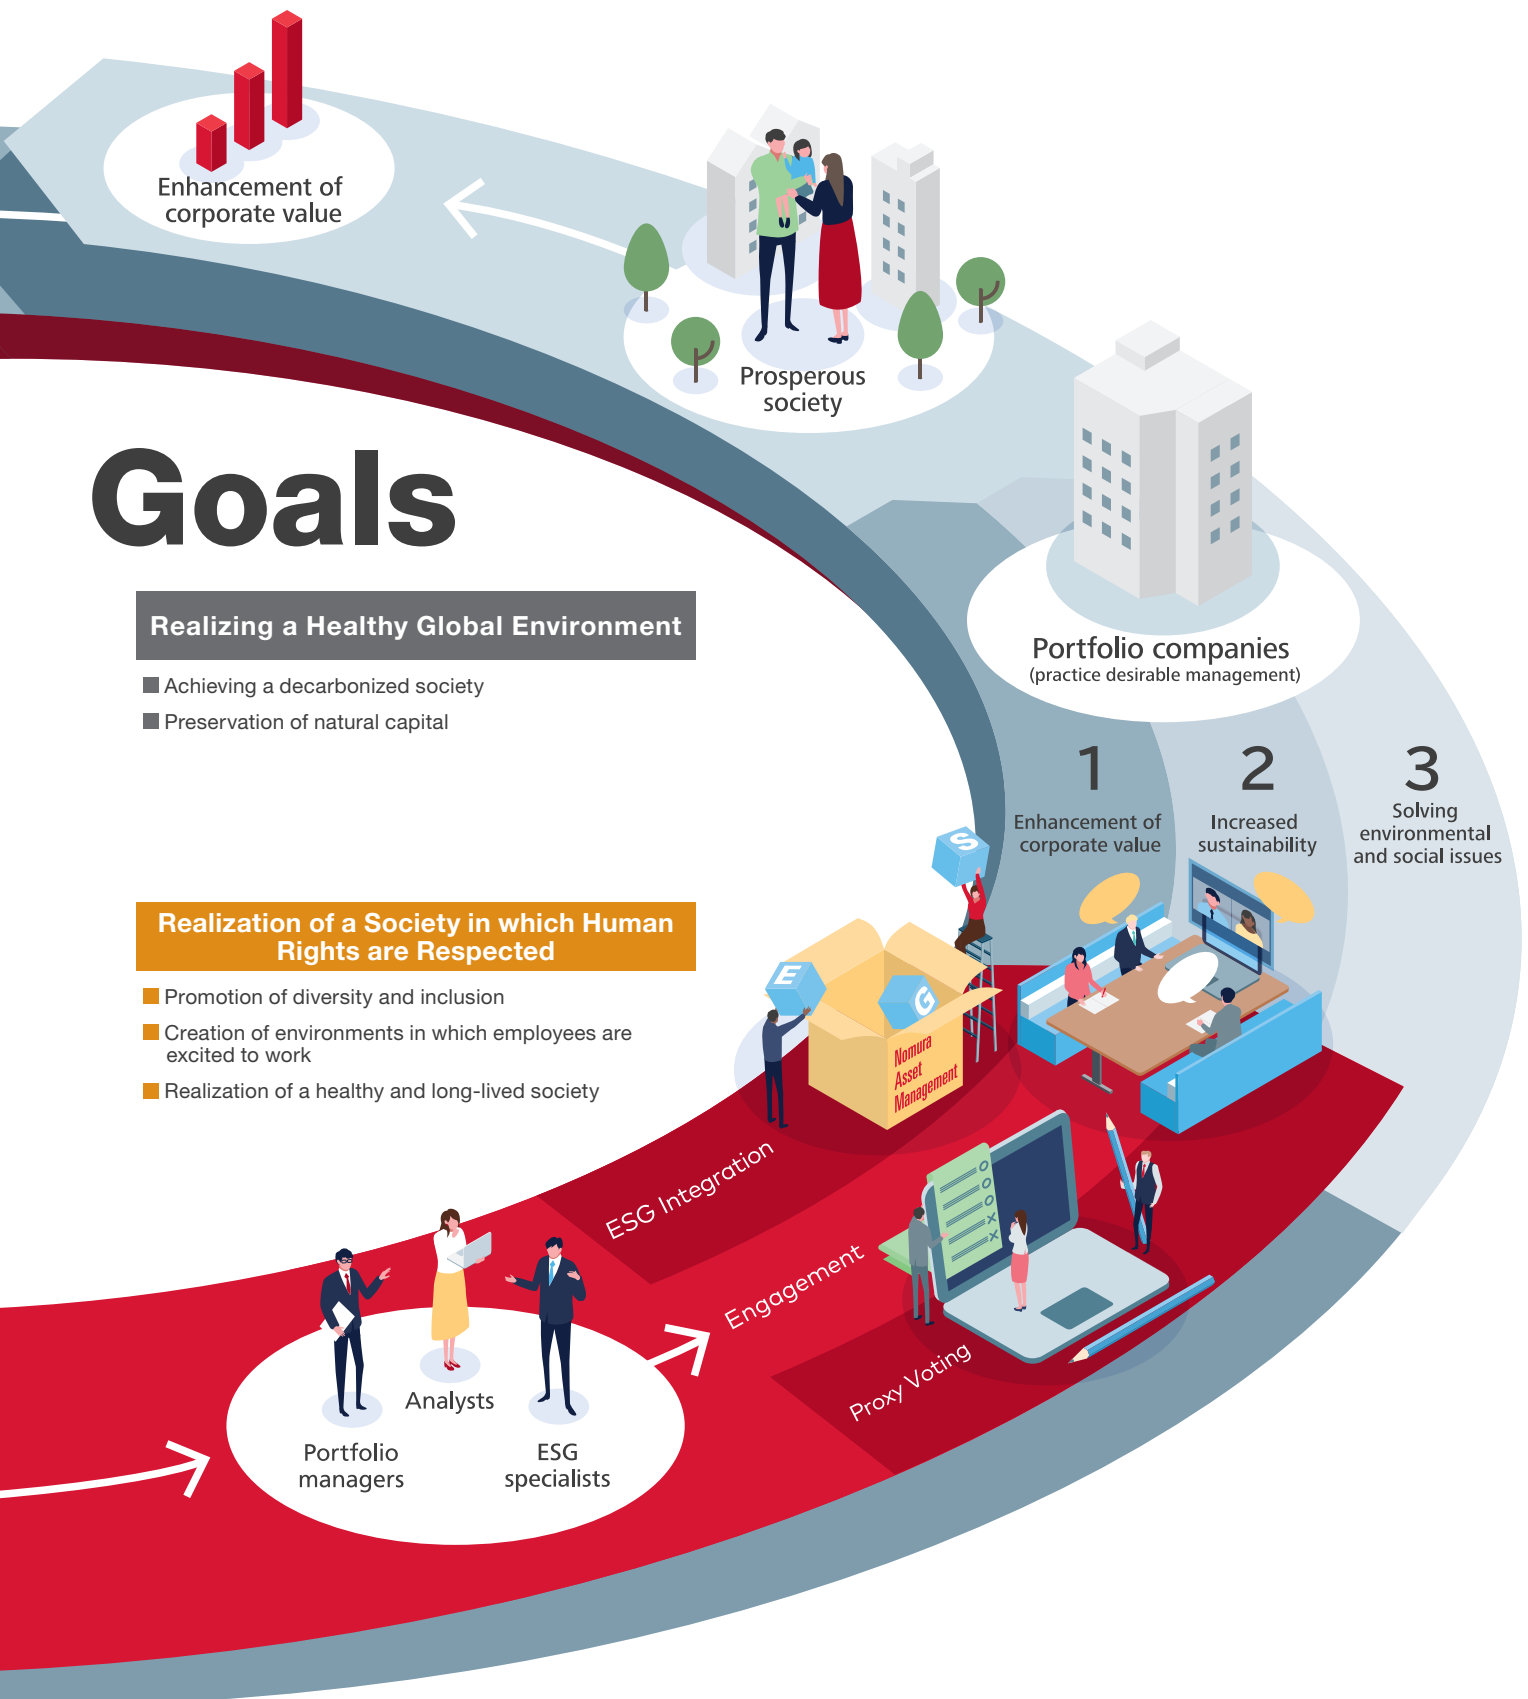 Enhancement of
corporate value
Prosperous
society
Goals
Realizing a Healthy Global Environment
Achieving a decarbonized society
Preservation of natural capital
Portfolio companies
(practice desirable management)
1
Enhancement of
corporate value
2
Increased
sustainability
3
Solving
environmental
and social issues
Realization of a Society in which Human
Rights are Respected
Promotion of diversity and inclusion
Creation of environments in which employees are
excited to work
Realization of a healthy and long-lived society
S
E
G
Nomura
Asset
Management
ESG Integration
Engagement
Proxy Voting
Analysts
Portfolio
managers
ESG
specialists